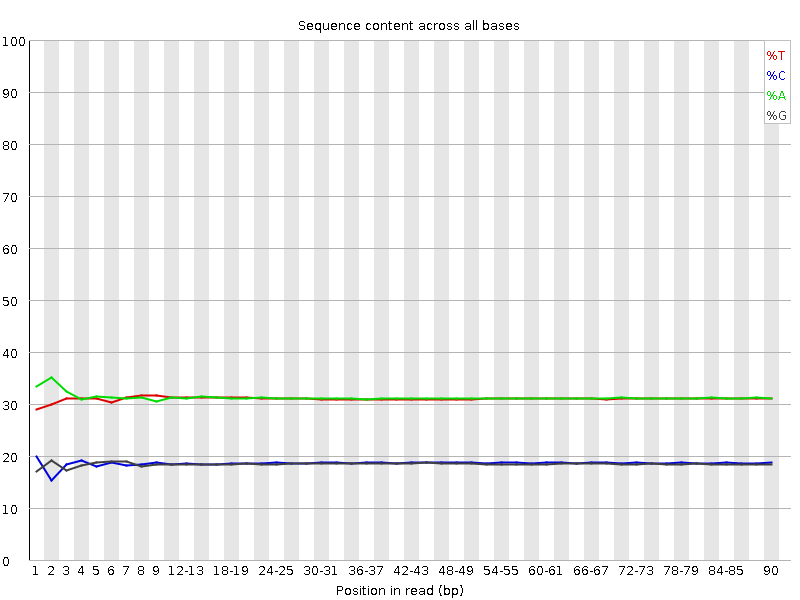 Sequence content across all bases
100
90
80
70
60
50
40
30
20
10
0
%T
%C
%A
%G
1 2 3 4 5 6 7 8 9 12-13 18-19 24-25 30-31 36-37 42-43 48-49 54-55 60-61 66-67 72-73 78-79 84-85 90
Position in read (bp)